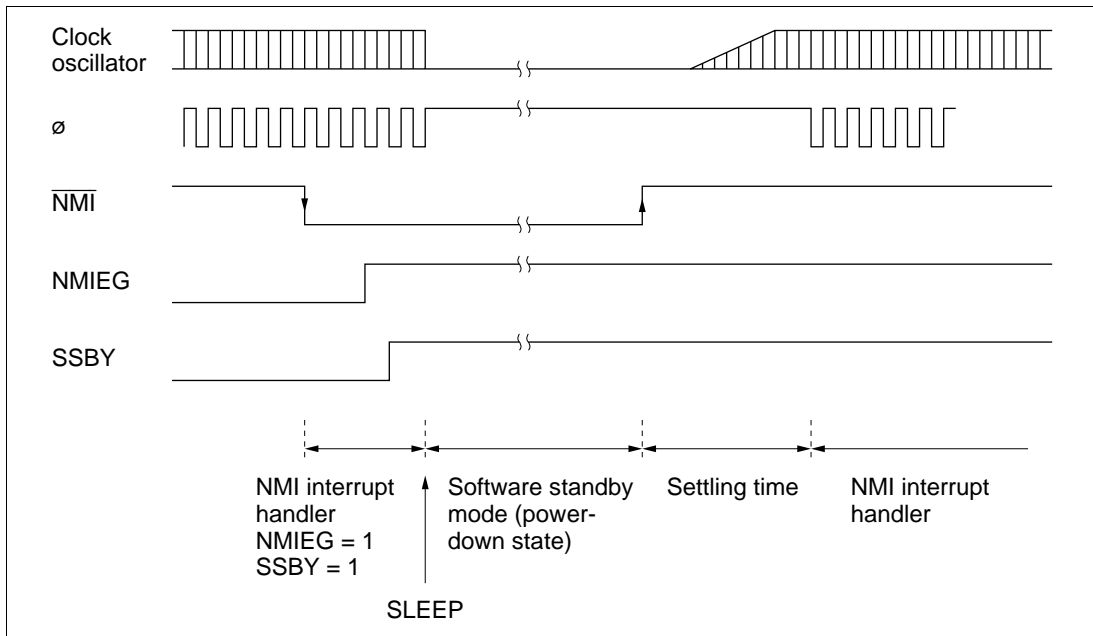 Clock
oscillator
ø
NMI
NMIEG
SSBY
NMI interrupt
handler
NMIEG = 1
SSBY = 1
Software standby
mode (power-
down state)
Settling time
NMI interrupt
handler
SLEEP